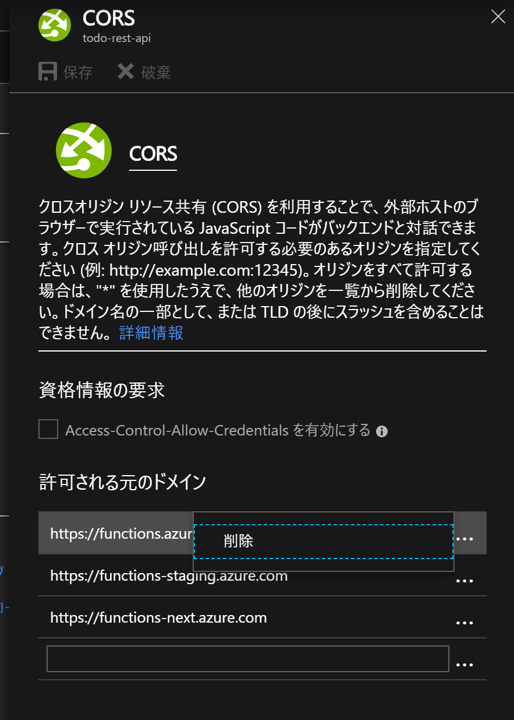 CORS
todo-rest-api
保存 破棄
CORS
クロスオリジン リソース共有 (CORS) を利用することで、外部ホストのブ
ラウザーで実行されている JavaScript コードがバックエンドと対話できま
す。クロス オリジン呼び出しを許可する必要のあるオリジンを指定してくだ
さい (例: http://example.com:12345)。オリジンをすべて許可する
場合は、"*" を使用したうえで、他のオリジンを一覧から削除してくださ
い。ドメイン名の一部として、または TLD の後にスラッシュを含めることは
できません。 詳細情報
資格情報の要求
Access-Control-Allow-Credentials を有効にする
許可される元のドメイン
https://functions.azur
削除
https://functions-staging.azure.com
https://functions-next.azure.com